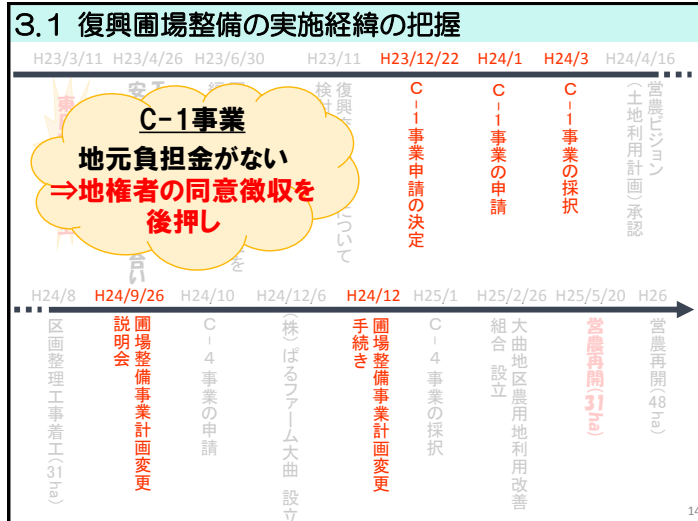 3.1 復興圃場整備の実施経緯の把握
H23/3/11 H23/4/26 H23/6/30 H23/11 H23/12/22 H24/1 H24/3 H24/4/16
C-1事業
地元負担金がない
⇒地権者の同意徴収を
後押し
C-1事業申請の決定
C-1事業の申請
C-1事業の採択
営農ビジョン
(土地利用計画)承認
H24/8 H24/9/26 H24/10 H24/12/6 H24/12 H25/1 H25/2/26 H25/5/20 H26
区画整理工事着工(31ha)
圃場整備事業計画変更
説明会
C-4事業の申請
(株)ぱるファーム大曲 設立
圃場整備事業計画変更
手続き
C-4事業の採択
大曲地区農用地利用改善
組合 設立
営農再開(31ha)
営農再開(48ha)
14